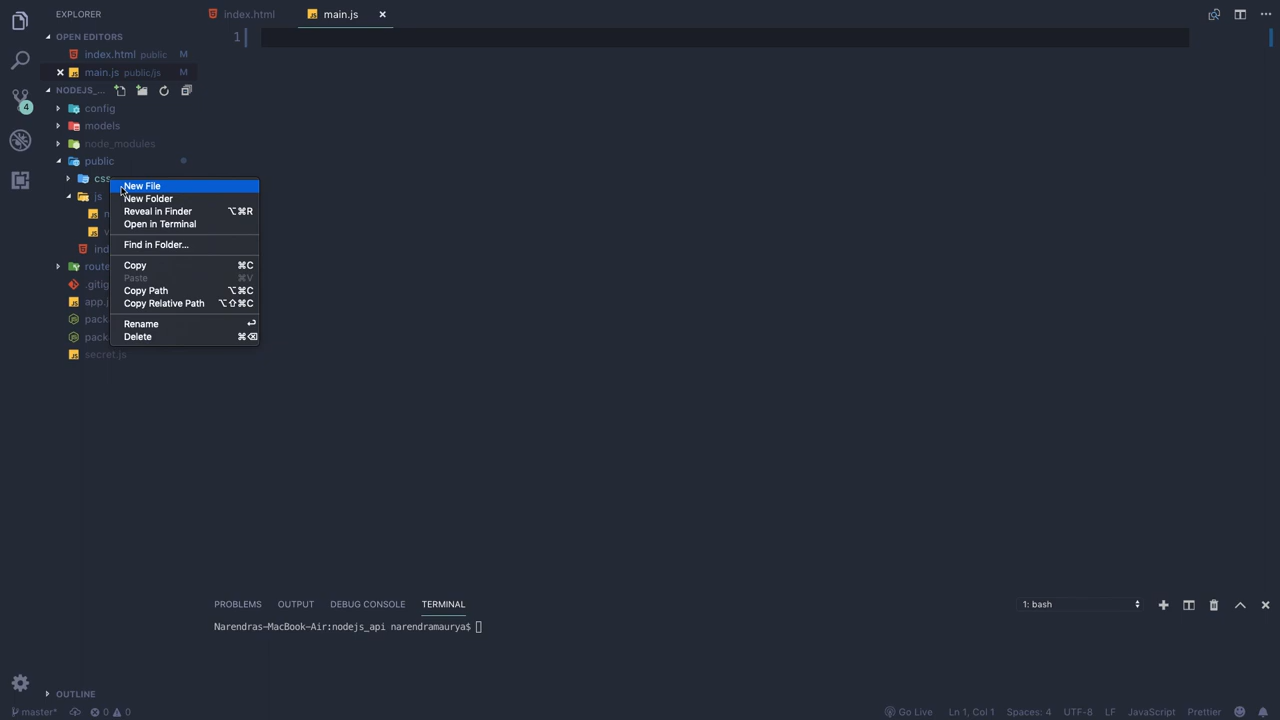 EXPLORER
index.html
main.js
OPEN EDITORS
index.html public M
main.js public/js M
NODEJS_...
config
models
node_modules
public
css
js
route
.gitig
app.j
pack
pack
secret.js
4
New File
New Folder
Reveal in Finder ⌥⌘R
Open in Terminal
Find in Folder...
Copy ⌘C
Paste ⌘V
Copy Path ⌥⌘C
Copy Relative Path ⌥⇧⌘C
Rename ↩
Delete ⌘⌫
1
PROBLEMS OUTPUT DEBUG CONSOLE TERMINAL 1: bash
Narendras-MacBook-Air:nodejs_api narendramaurya$
OUTLINE
master* 0 0 Go Live Ln 1, Col 1 Spaces: 4 UTF-8 LF JavaScript Prettier